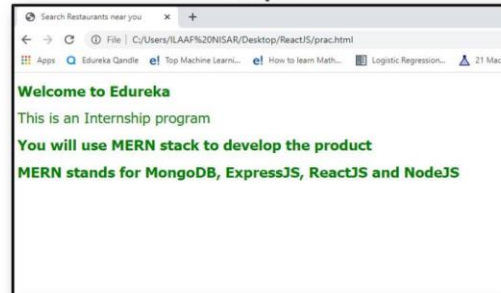 Search Restaurants near you
File | C:/Users/ILAAF%20NISAR/Desktop/ReactJS/prac.html
Apps Edureka Qandle e! Top Machine Learni... e! How to learn Math... Logistic Regression... 21 Mac
Welcome to Edureka
This is an Internship program
You will use MERN stack to develop the product
MERN stands for MongoDB, ExpressJS, ReactJS and NodeJS